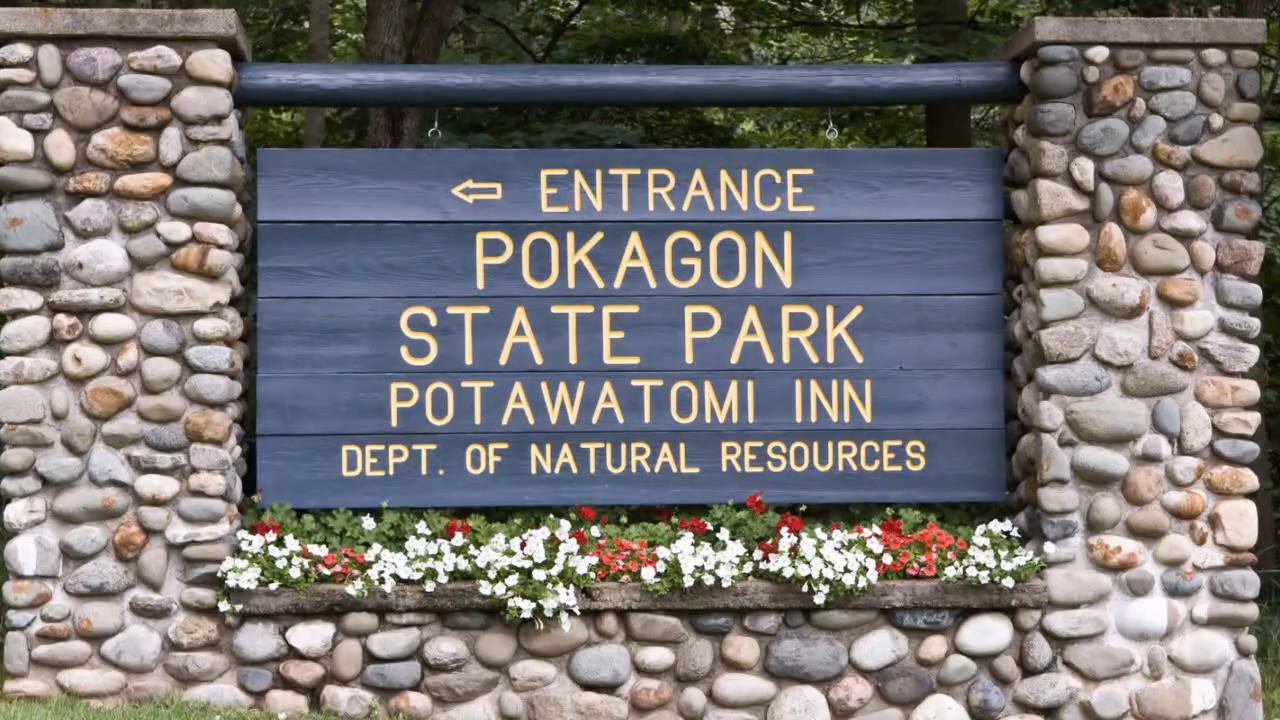 ⇦ ENTRANCE
POKAGON
STATE PARK
POTAWATOMI INN
DEPT. OF NATURAL RESOURCES